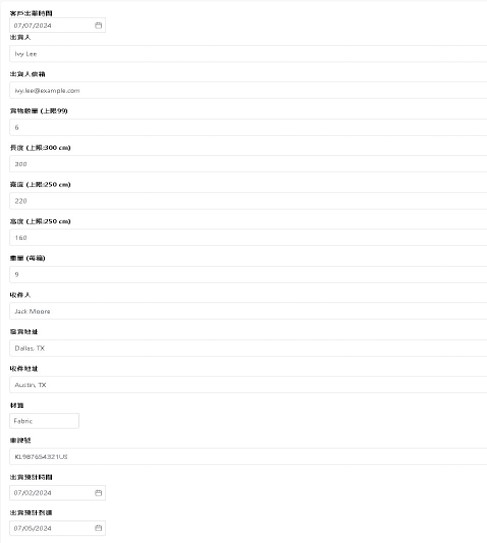 客戶出單時間
07/07/2024
出貨人
Ivy Lee
出貨人信箱
ivy.lee@example.com
貨物數量 (上限99)
6
長度 (上限:300 cm)
300
寬度 (上限:250 cm)
220
高度 (上限:250 cm)
160
重量 (每箱)
9
收件人
Jack Moore
發貨地址
Dallas, TX
收件地址
Austin, TX
材質
Fabric
車牌號
KL987654321US
出貨預計時間
07/02/2024
出貨預計到達
07/05/2024